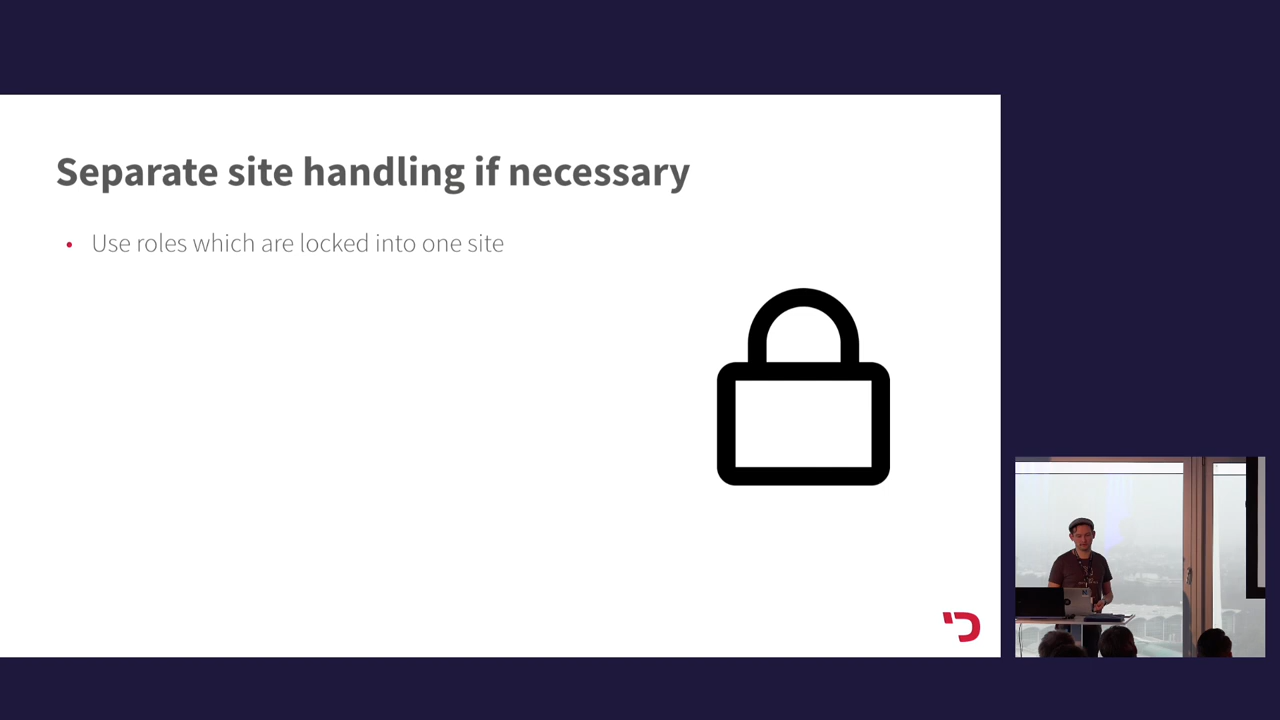 Separate site handling if necessary
• Use roles which are locked into one site